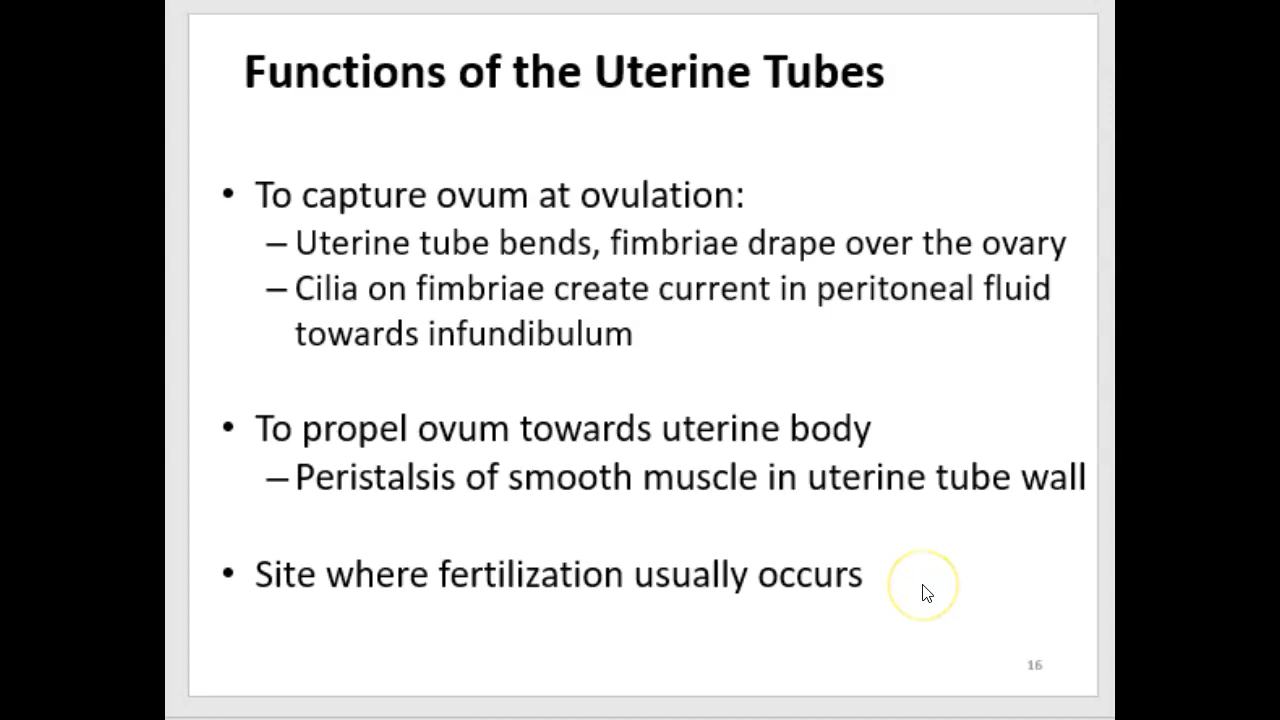 Functions of the Uterine Tubes
• To capture ovum at ovulation:
– Uterine tube bends, fimbriae drape over the ovary
– Cilia on fimbriae create current in peritoneal fluid
towards infundibulum
• To propel ovum towards uterine body
– Peristalsis of smooth muscle in uterine tube wall
• Site where fertilization usually occurs
16